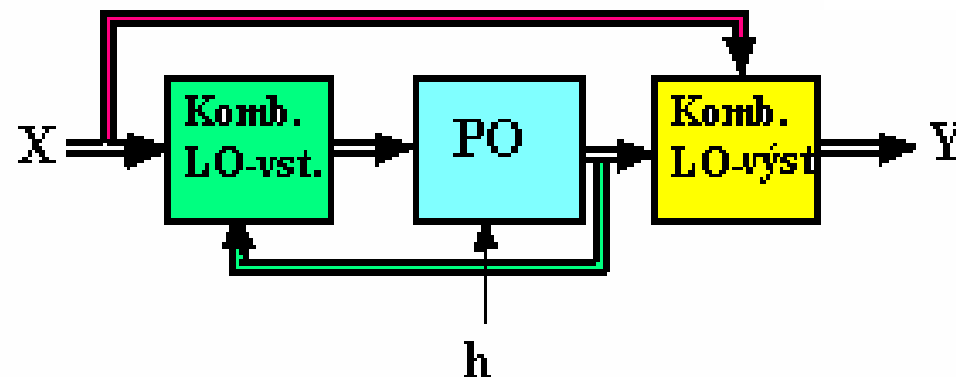 X
Komb.
LO-vst.
PO
Komb.
LO-výst
Y
h